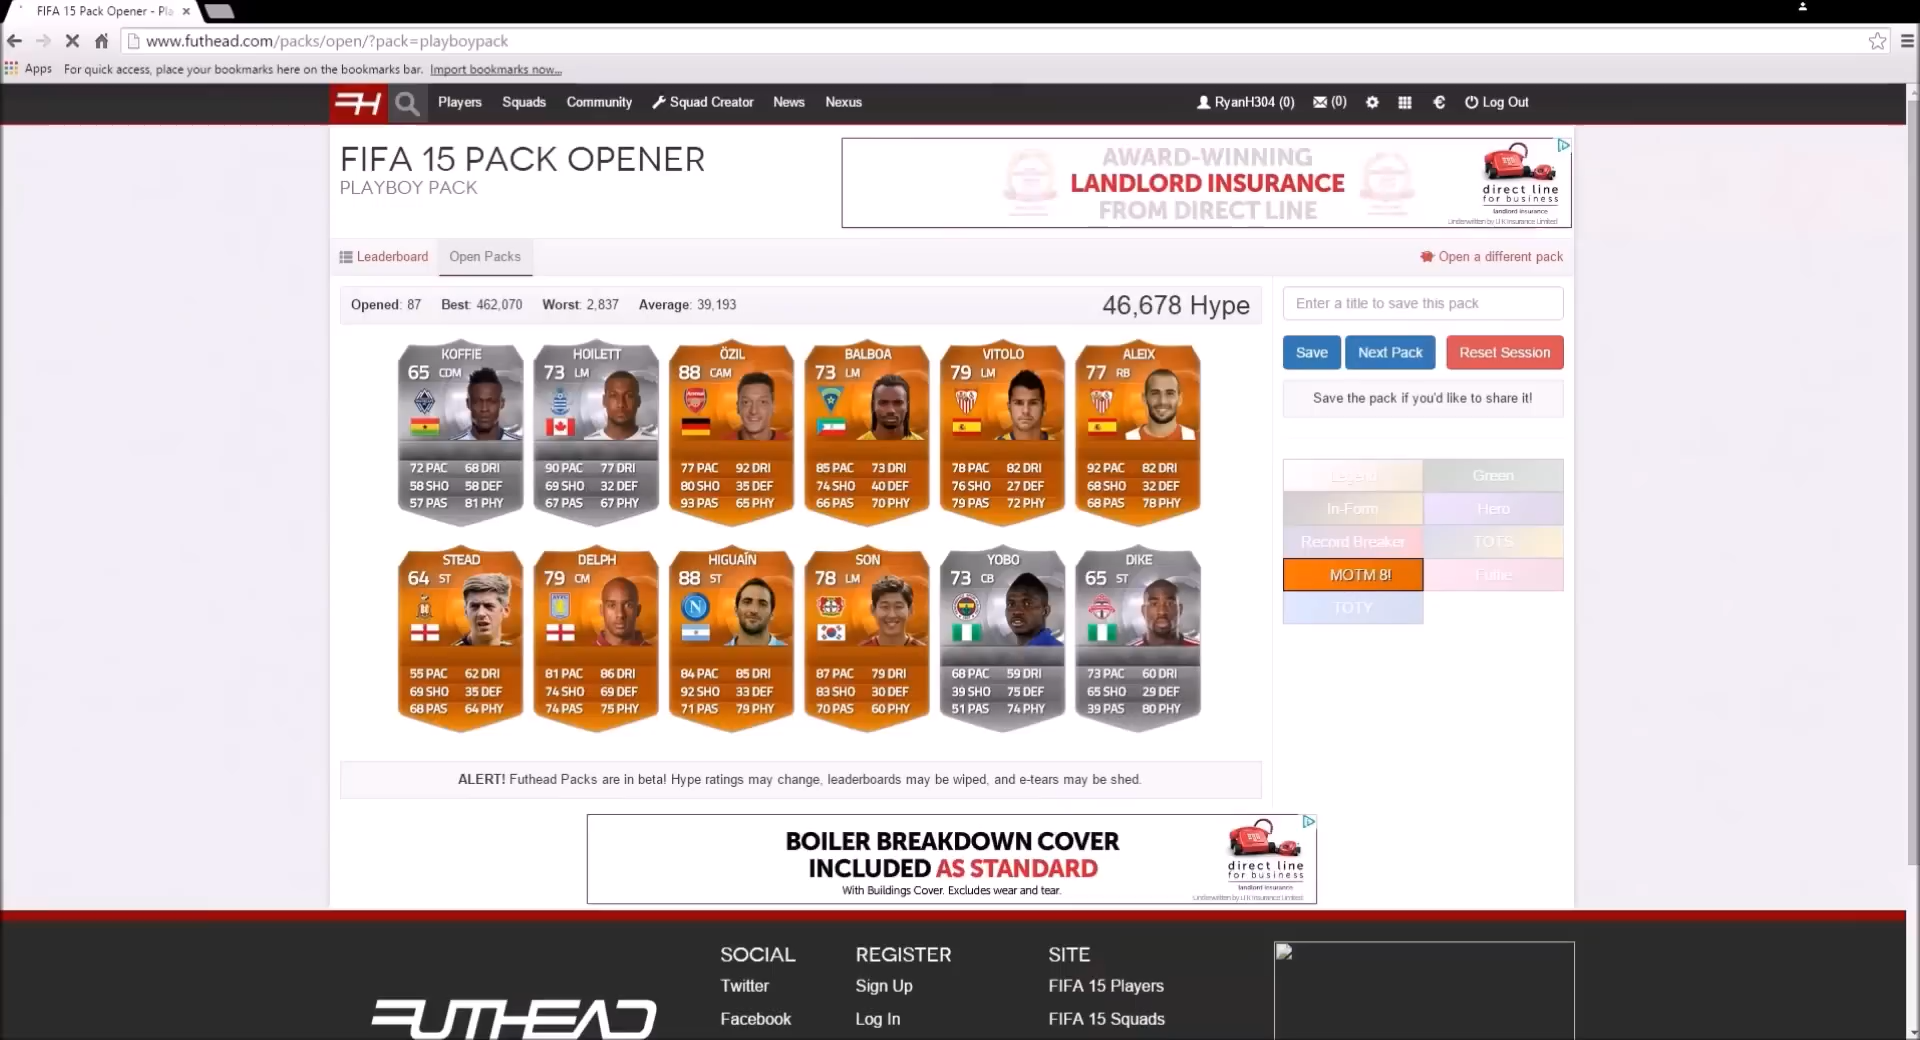 FIFA 15 Pack Opener - Pla
www.futhead.com/packs/open/?pack=playboypack
Apps For quick access, place your bookmarks here on the bookmarks bar. Import bookmarks now...
FH Players Squads Community Squad Creator News Nexus RyanH304 (0) (0) € Log Out
FIFA 15 PACK OPENER
PLAYBOY PACK
AWARD-WINNING
LANDLORD INSURANCE
FROM DIRECT LINE
direct line
for business
landlord insurance
Underwritten by U K Insurance Limited
Leaderboard Open Packs Open a different pack
Opened: 87 Best: 462,070 Worst: 2,837 Average: 39,193 46,678 Hype
Enter a title to save this pack
Save Next Pack Reset Session
Save the pack if you'd like to share it!
KOFFIE
65 CDM
72 PAC 68 DRI
58 SHO 58 DEF
57 PAS 81 PHY
HOILETT
73 LM
90 PAC 77 DRI
69 SHO 32 DEF
67 PAS 67 PHY
ÖZIL
88 CAM
77 PAC 92 DRI
80 SHO 35 DEF
93 PAS 65 PHY
BALBOA
73 LM
85 PAC 73 DRI
74 SHO 40 DEF
66 PAS 70 PHY
VITOLO
79 LM
78 PAC 82 DRI
76 SHO 27 DEF
79 PAS 72 PHY
ALEIX
77 RB
92 PAC 82 DRI
68 SHO 32 DEF
68 PAS 78 PHY
STEAD
64 ST
55 PAC 62 DRI
69 SHO 35 DEF
68 PAS 64 PHY
DELPH
79 CM
81 PAC 86 DRI
74 SHO 69 DEF
74 PAS 75 PHY
HIGUAÍN
88 ST
84 PAC 85 DRI
92 SHO 33 DEF
71 PAS 79 PHY
SON
78 LM
87 PAC 79 DRI
83 SHO 30 DEF
70 PAS 60 PHY
YOBO
73 CB
68 PAC 59 DRI
39 SHO 75 DEF
51 PAS 74 PHY
DIKE
65 ST
73 PAC 60 DRI
65 SHO 29 DEF
39 PAS 80 PHY
Legend Green
In-Form Hero
Record Breaker TOTS
MOTM 8! Futtie
TOTY
ALERT! Futhead Packs are in beta! Hype ratings may change, leaderboards may be wiped, and e-tears may be shed.
BOILER BREAKDOWN COVER
INCLUDED AS STANDARD
With Buildings Cover. Excludes wear and tear.
direct line
for business
landlord insurance
Underwritten by U K Insurance Limited
FUTHEAD
SOCIAL
Twitter
Facebook
REGISTER
Sign Up
Log In
SITE
FIFA 15 Players
FIFA 15 Squads